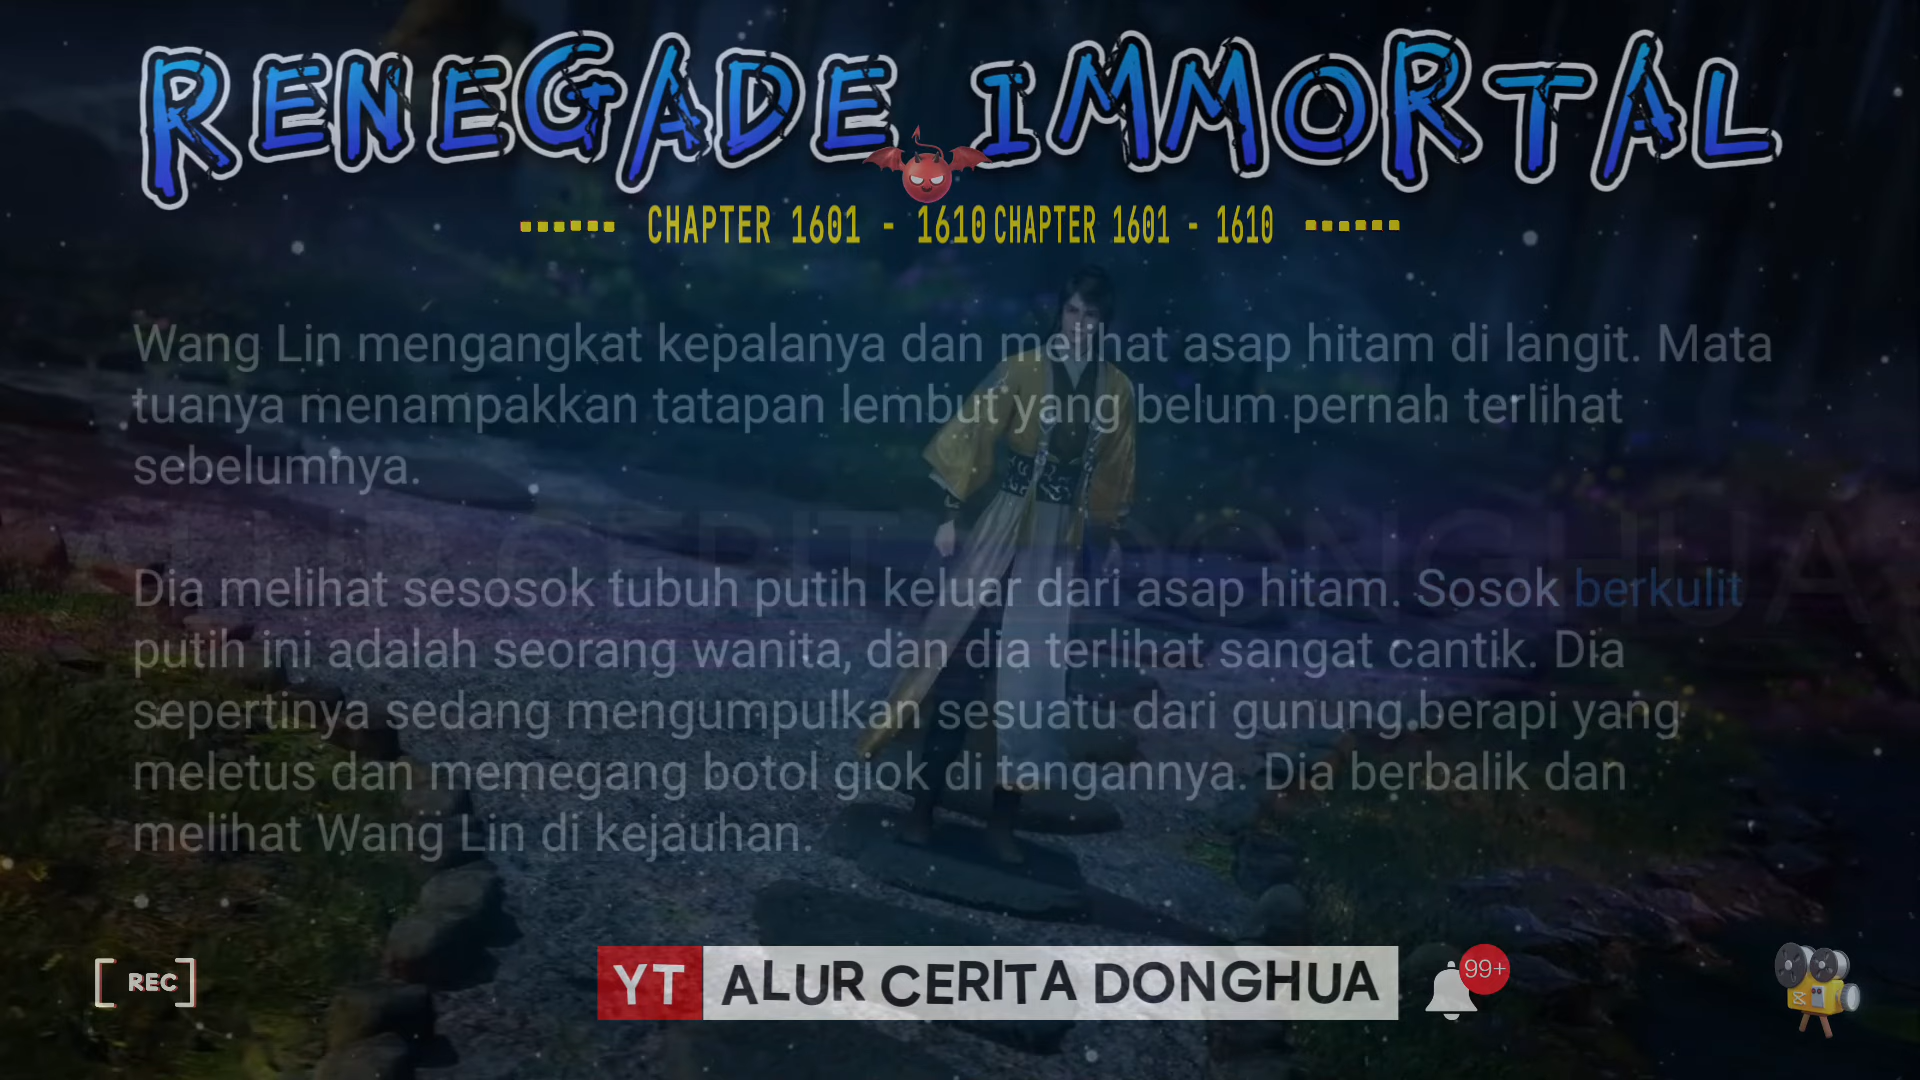 RENEGADE IMMORTAL
CHAPTER 1601 - 1610 CHAPTER 1601 - 1610
Wang Lin mengangkat kepalanya dan melihat asap hitam di langit. Mata
tuanya menampakkan tatapan lembut yang belum pernah terlihat
sebelumnya.
Dia melihat sesosok tubuh putih keluar dari asap hitam. Sosok berkulit
putih ini adalah seorang wanita, dan dia terlihat sangat cantik. Dia
sepertinya sedang mengumpulkan sesuatu dari gunung berapi yang
meletus dan memegang botol giok di tangannya. Dia berbalik dan
melihat Wang Lin di kejauhan.
ALUR CERITA DONGHUA
[ REC ]
YT ALUR CERITA DONGHUA
99+